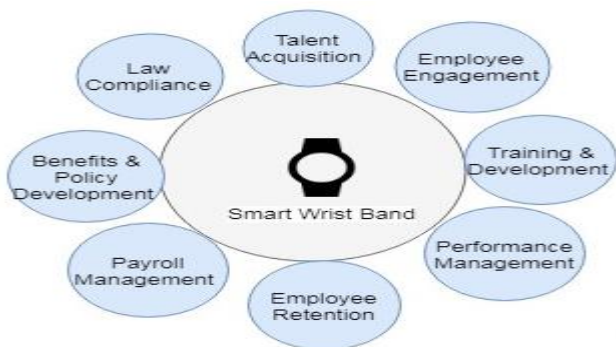 Talent
Acquisition
Employee
Engagement
Training &
Development
Performance
Management
Employee
Retention
Payroll
Management
Benefits &
Policy
Development
Law
Compliance
Smart Wrist Band